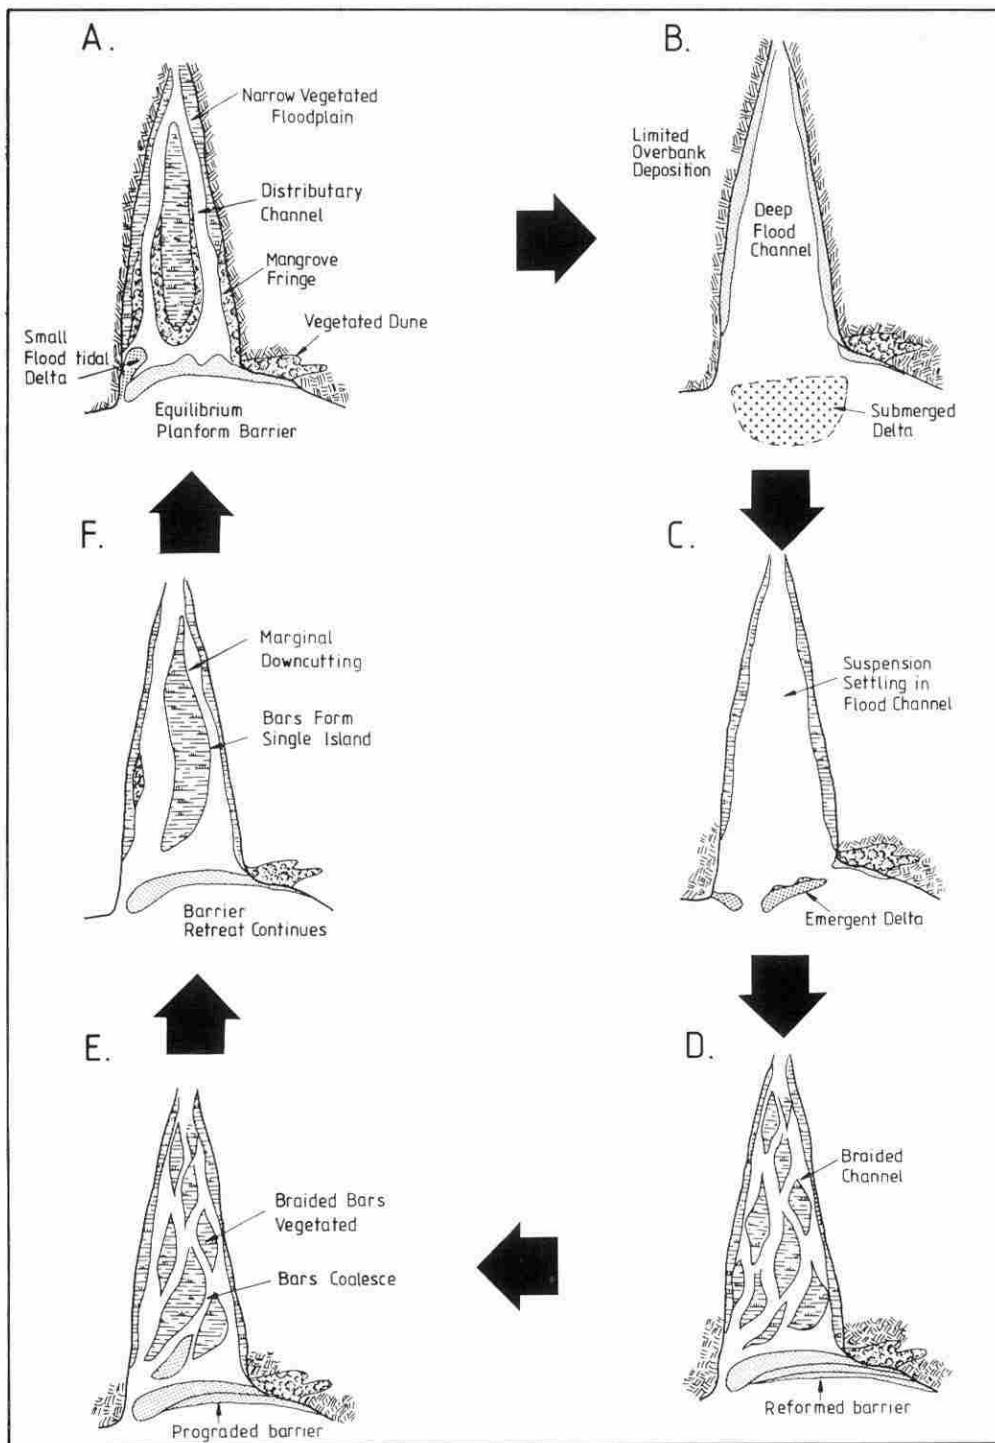 A.
Narrow Vegetated
Floodplain
Distributary
Channel
Mangrove
Fringe
Vegetated Dune
Small
Flood tidal
Delta
Equilibrium
Planform Barrier
B.
Limited
Overbank
Deposition
Deep
Flood
Channel
Submerged
Delta
C.
Suspension
Settling in
Flood Channel
Emergent Delta
D.
Braided
Channel
Reformed barrier
E.
Braided Bars
Vegetated
Bars Coalesce
Prograded barrier
F.
Marginal
Downcutting
Bars Form
Single Island
Barrier
Retreat Continues